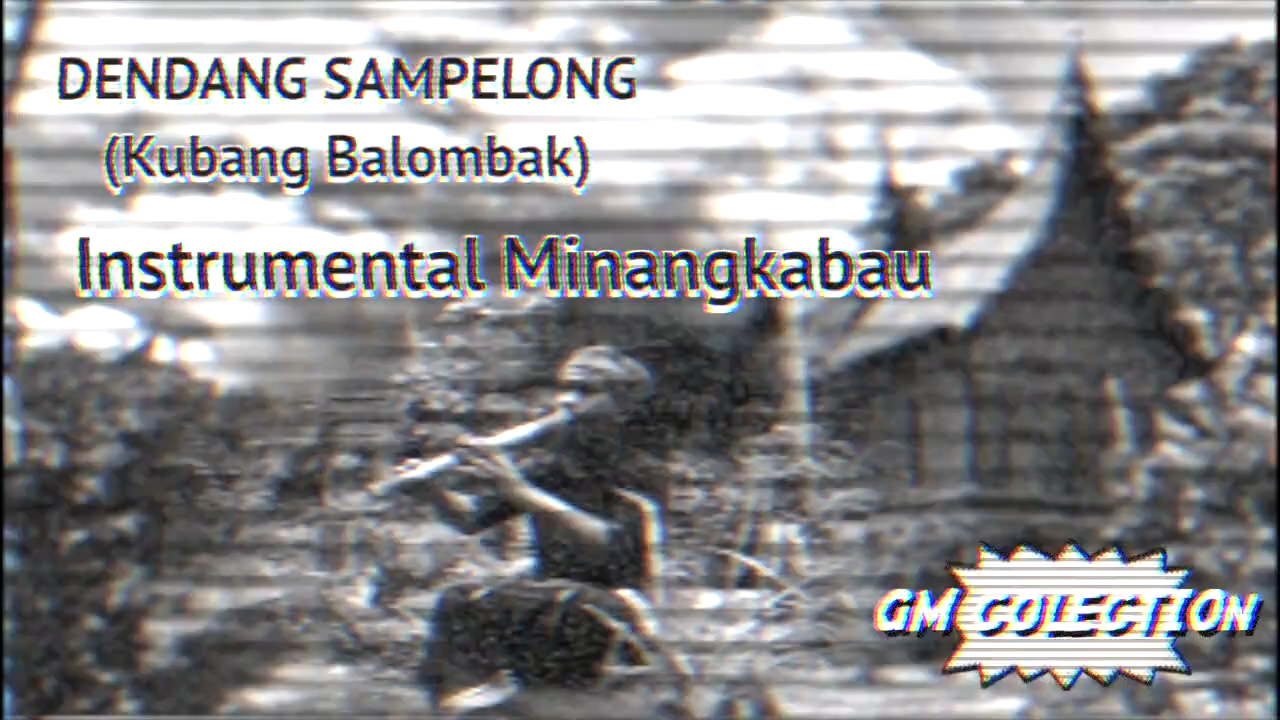 DENDANG SAMPELONG
(Kubang Balombak)
Instrumental Minangkabau
GM COLECTION